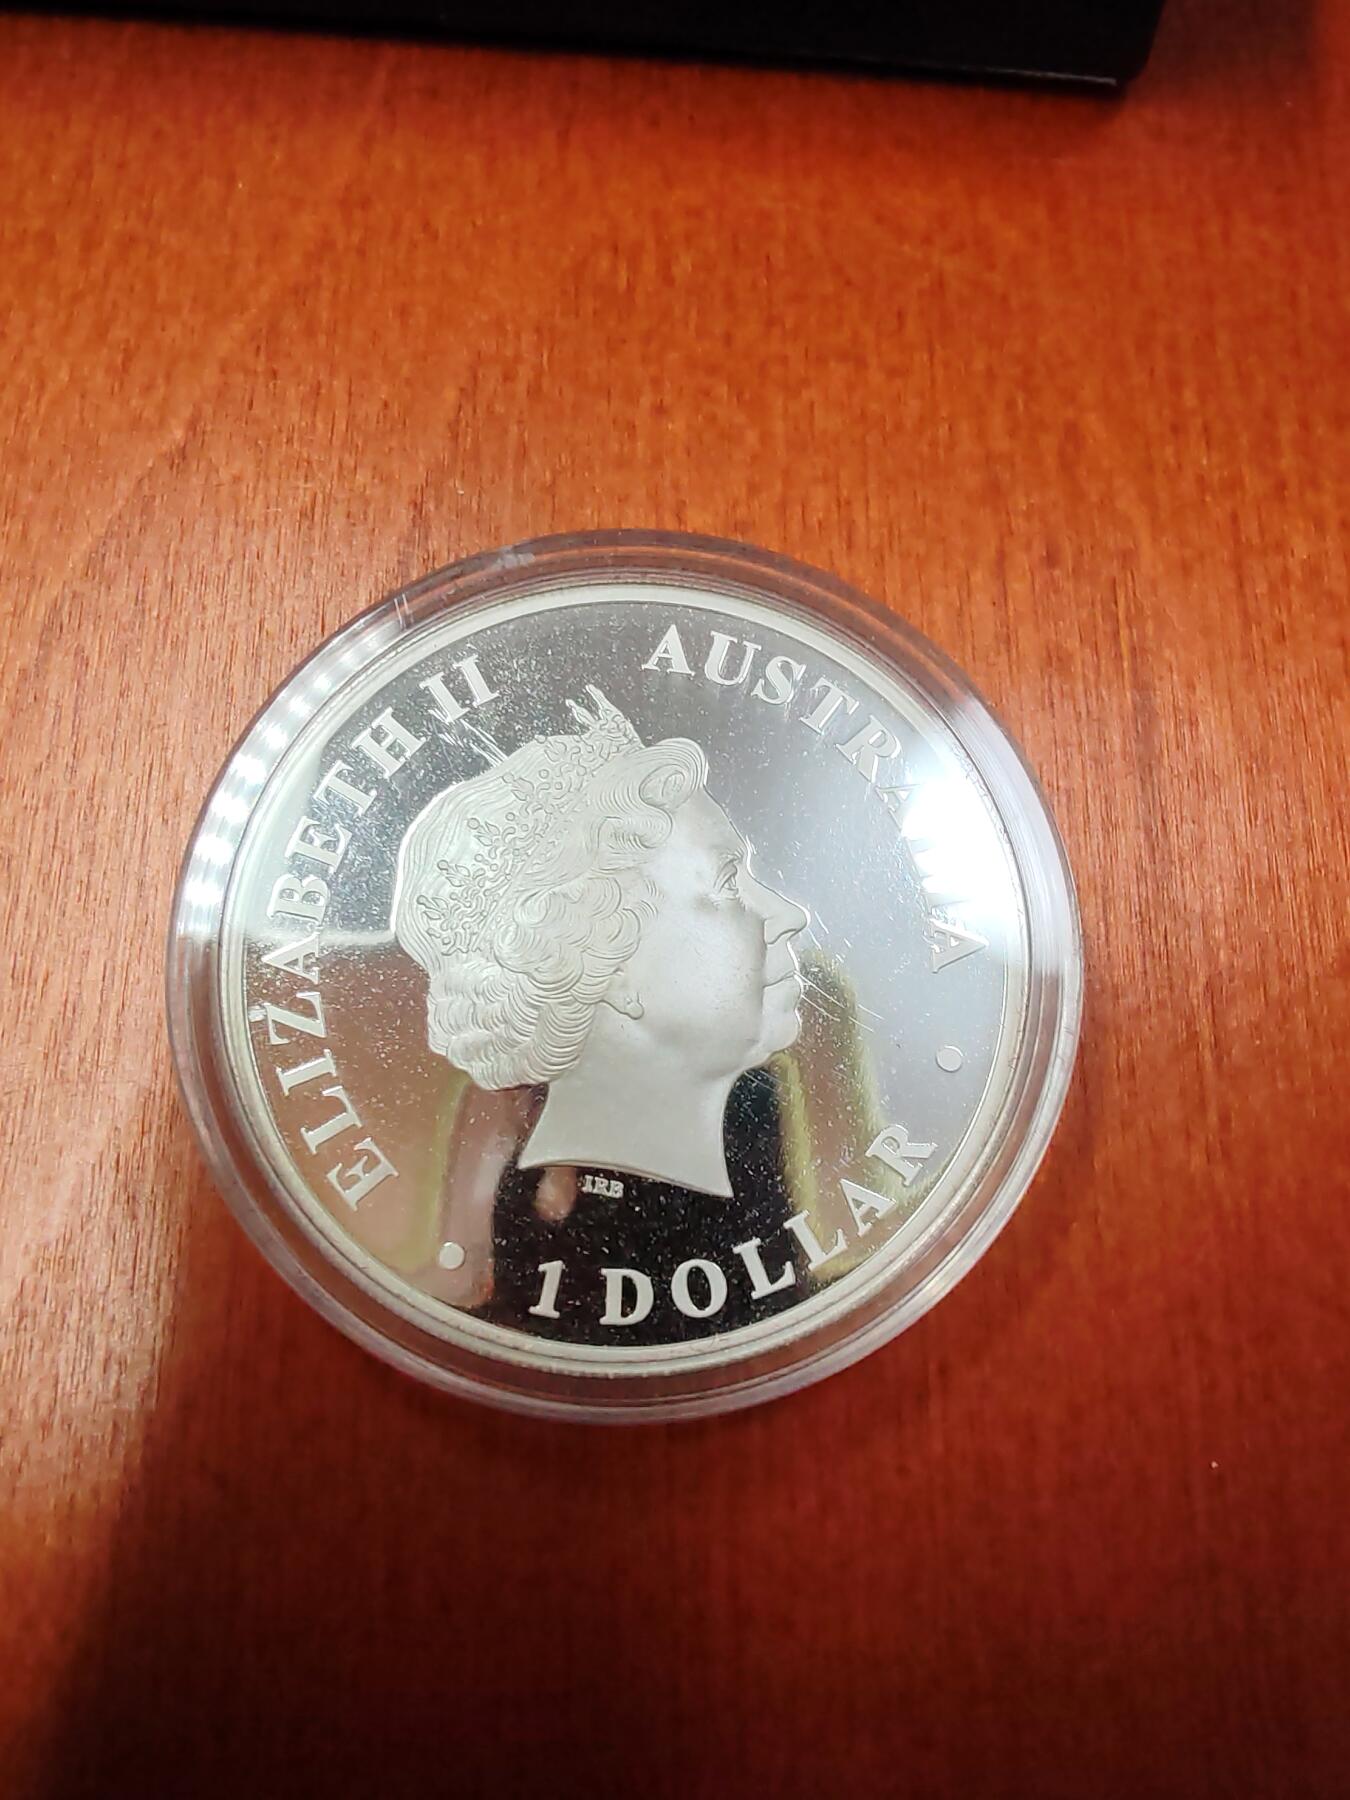 ELIZABETH II
AUSTRALIA
1 DOLLAR
IRB